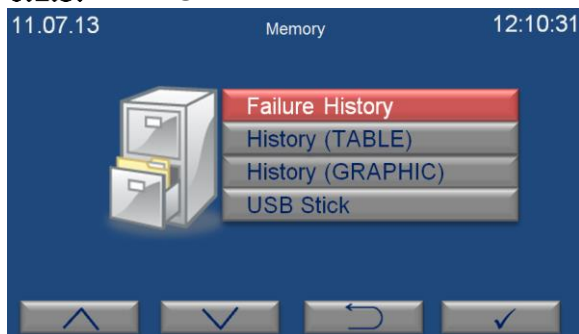 11.07.13 Memory 12:10:31
Failure History
History (TABLE)
History (GRAPHIC)
USB Stick